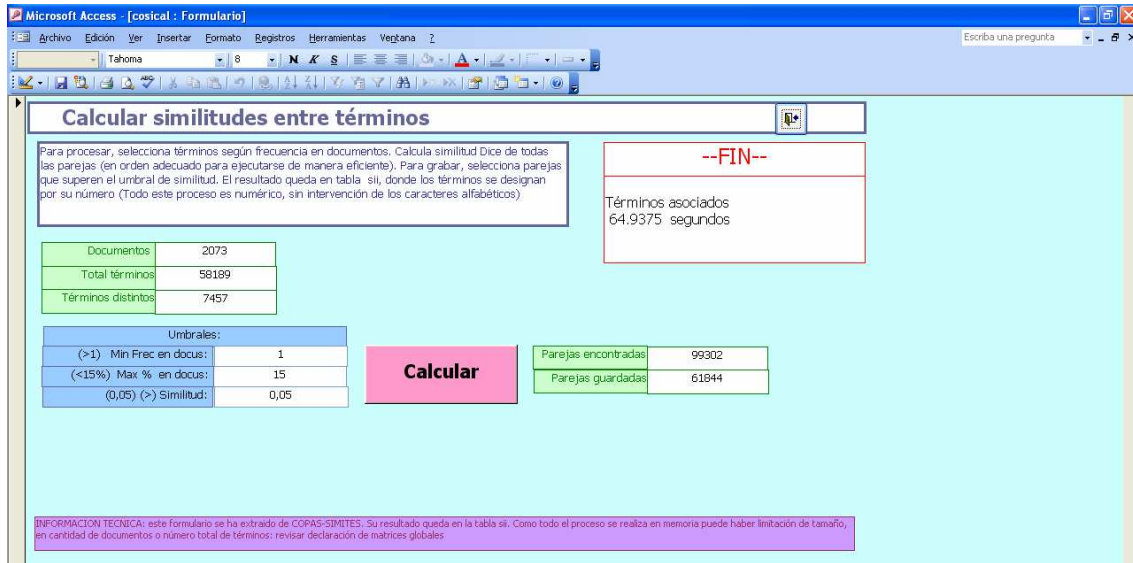 Microsoft Access - [cosical : Formulario]
Archivo Edición Ver Insertar Formato Registros Herramientas Ventana ?
Escriba una pregunta
Tahoma 8 N K S
Calcular similitudes entre términos
Para procesar, selecciona términos según frecuencia en documentos. Calcula similitud Dice de todas
las parejas (en orden adecuado para ejecutarse de manera eficiente). Para grabar, selecciona parejas
que superen el umbral de similitud. El resultado queda en tabla sii, donde los términos se designan
por su número (Todo este proceso es numérico, sin intervención de los caracteres alfabéticos)
--FIN--
Términos asociados
64.9375 segundos
Documentos 2073
Total términos 58189
Términos distintos 7457
Umbrales:
(>1) Min Frec en docus: 1
(<15%) Max % en docus: 15
(0,05) (>) Similitud: 0,05
Calcular
Parejas encontradas 99302
Parejas guardadas 61844
INFORMACION TECNICA: este formulario se ha extraido de COPAS-SIMITES. Su resultado queda en la tabla sii. Como todo el proceso se realiza en memoria puede haber limitación de tamaño,
en cantidad de documentos o número total de términos: revisar declaración de matrices globales